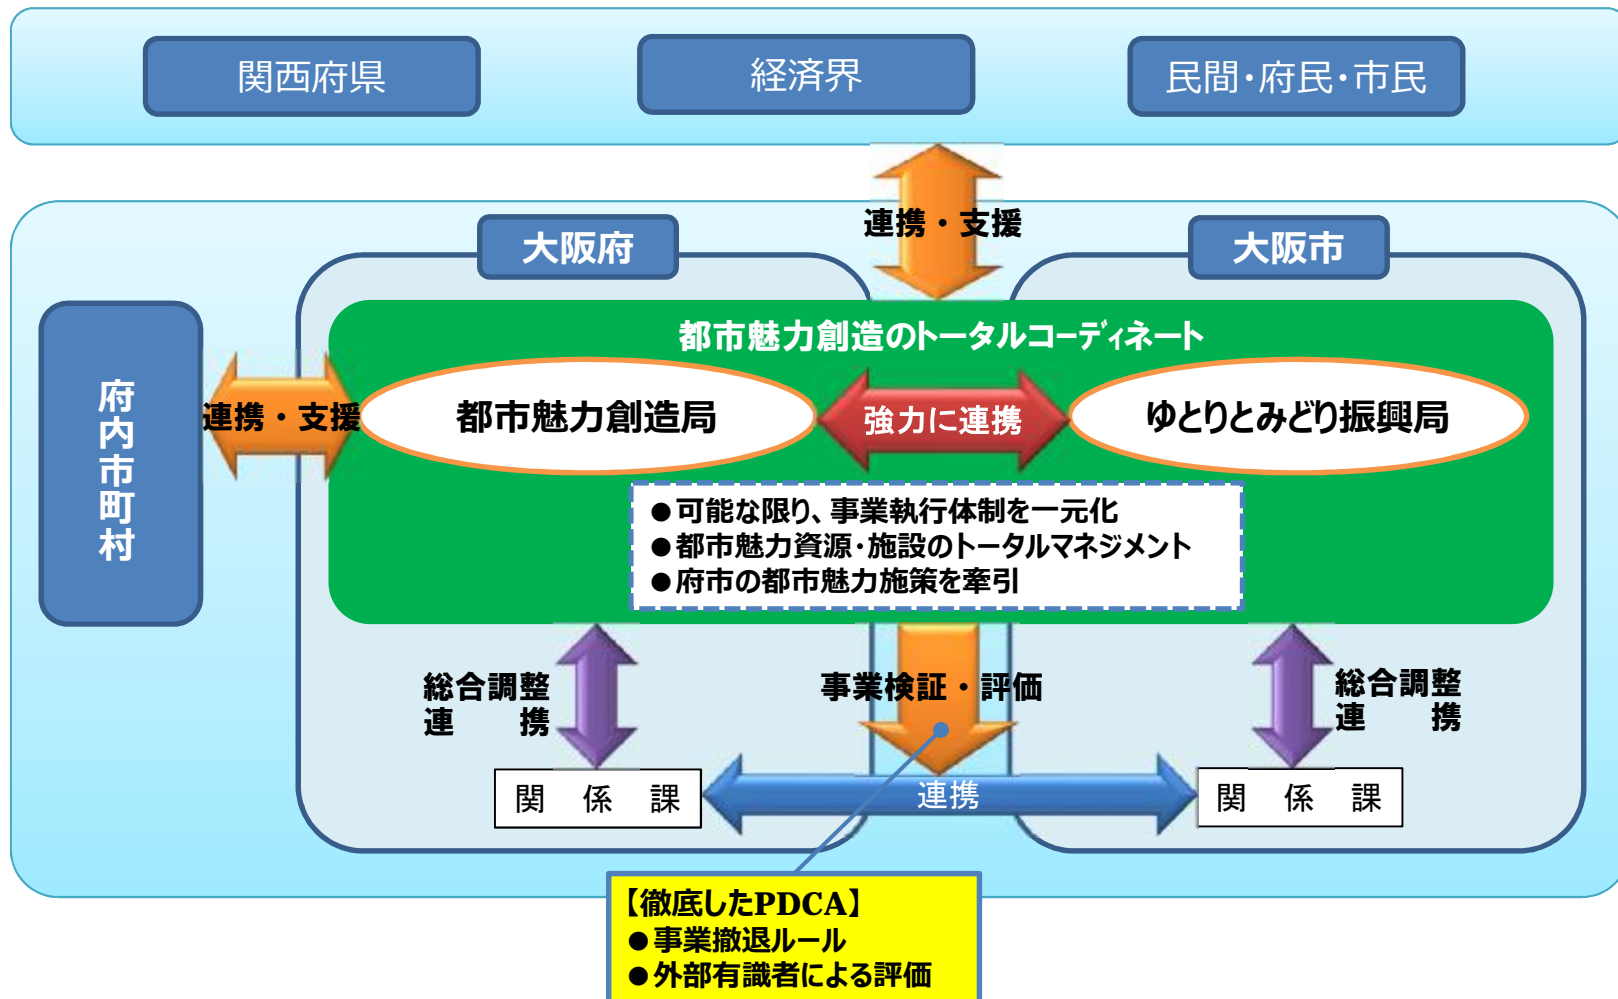 関西府県
経済界
民間・府民・市民
連携・支援
大阪府
大阪市
都市魅力創造のトータルコーディネート
府内市町村
連携・支援
都市魅力創造局
強力に連携
ゆとりとみどり振興局
●可能な限り、事業執行体制を一元化
●都市魅力資源・施設のトータルマネジメント
●府市の都市魅力施策を牽引
総合調整
連　　携
事業検証・評価
総合調整
連　　携
関　係　課
連携
関　係　課
【徹底したPDCA】
●事業撤退ルール
●外部有識者による評価